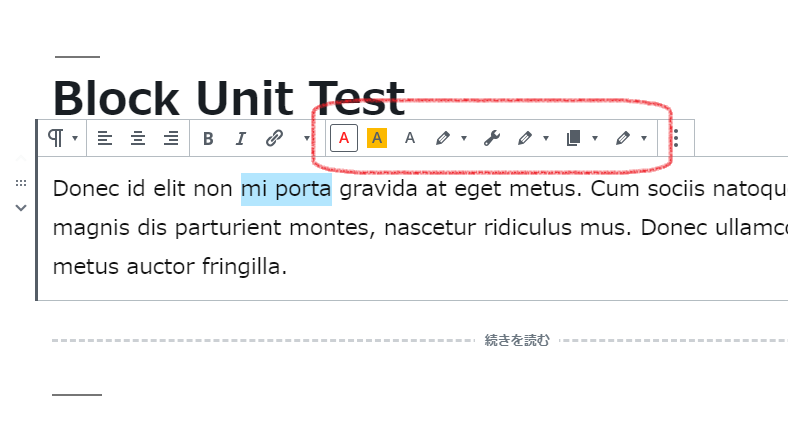 Block Unit Test
B I A A A
Donec id elit non mi porta gravida at eget metus. Cum sociis natoque
magnis dis parturient montes, nascetur ridiculus mus. Donec ullamco
metus auctor fringilla.
続きを読む